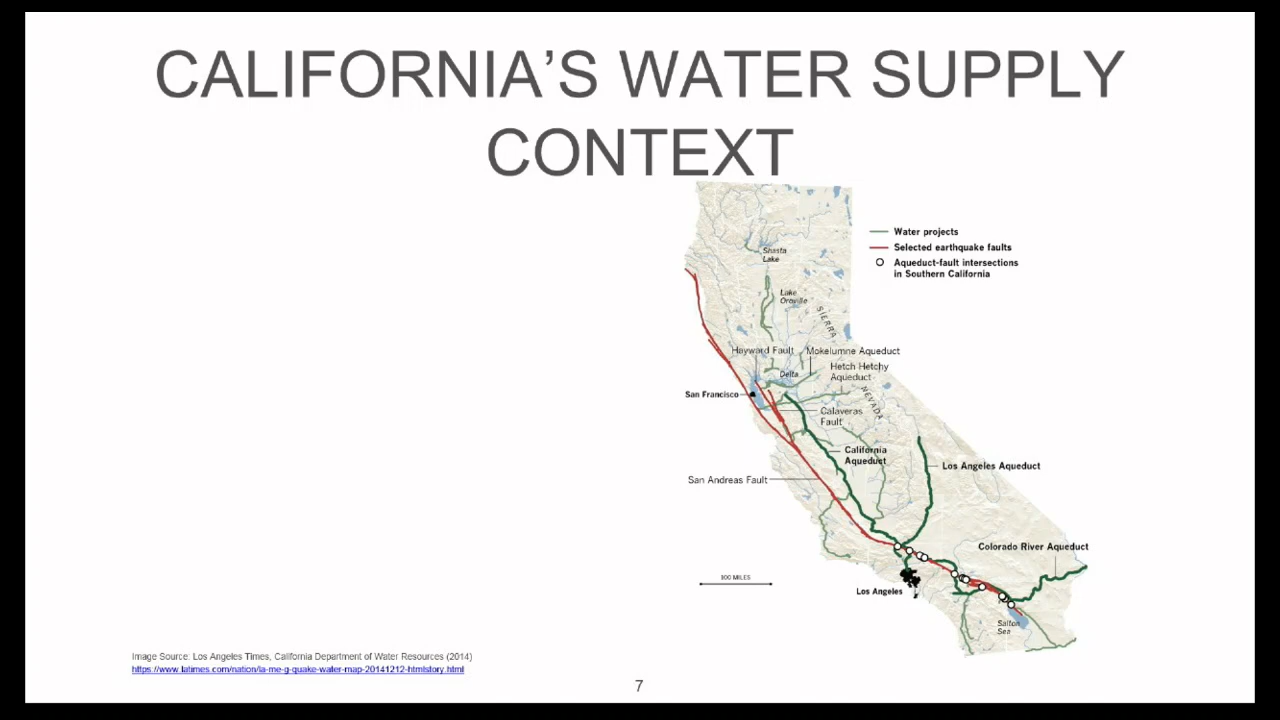 CALIFORNIA'S WATER SUPPLY
CONTEXT
Water projects
Selected earthquake faults
Aqueduct-fault intersections
in Southern California
Shasta
Lake
Lake
Oroville
SIERRA
Hayward Fault
Mokelumne Aqueduct
Hetch Hetchy
Aqueduct
Delta
NEVADA
San Francisco
Calaveras
Fault
California
Aqueduct
Los Angeles Aqueduct
San Andreas Fault
Colorado River Aqueduct
100 MILES
Los Angeles
Salton
Sea
Image Source: Los Angeles Times, California Department of Water Resources (2014)
https://www.latimes.com/nation/la-me-g-quake-water-map-20141212-htmlstory.html
7